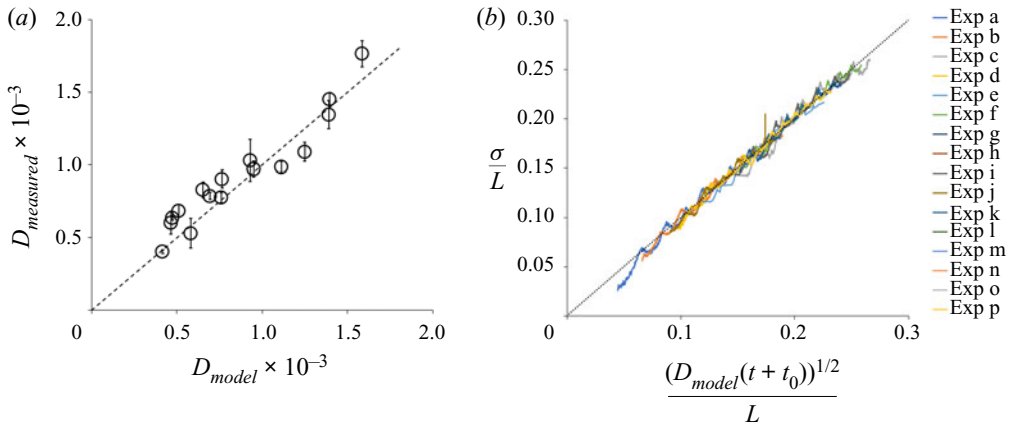 (a)
2.0
1.5
1.0
0.5
0
0.5
1.0
1.5
2.0
D_measured × 10⁻³
D_model × 10⁻³
(b)
0.30
0.25
0.20
0.15
0.10
0.05
0
0.1
0.2
0.3
σ
L
(D_model(t + t₀))^1/2
L
Exp a
Exp b
Exp c
Exp d
Exp e
Exp f
Exp g
Exp h
Exp i
Exp j
Exp k
Exp l
Exp m
Exp n
Exp o
Exp p